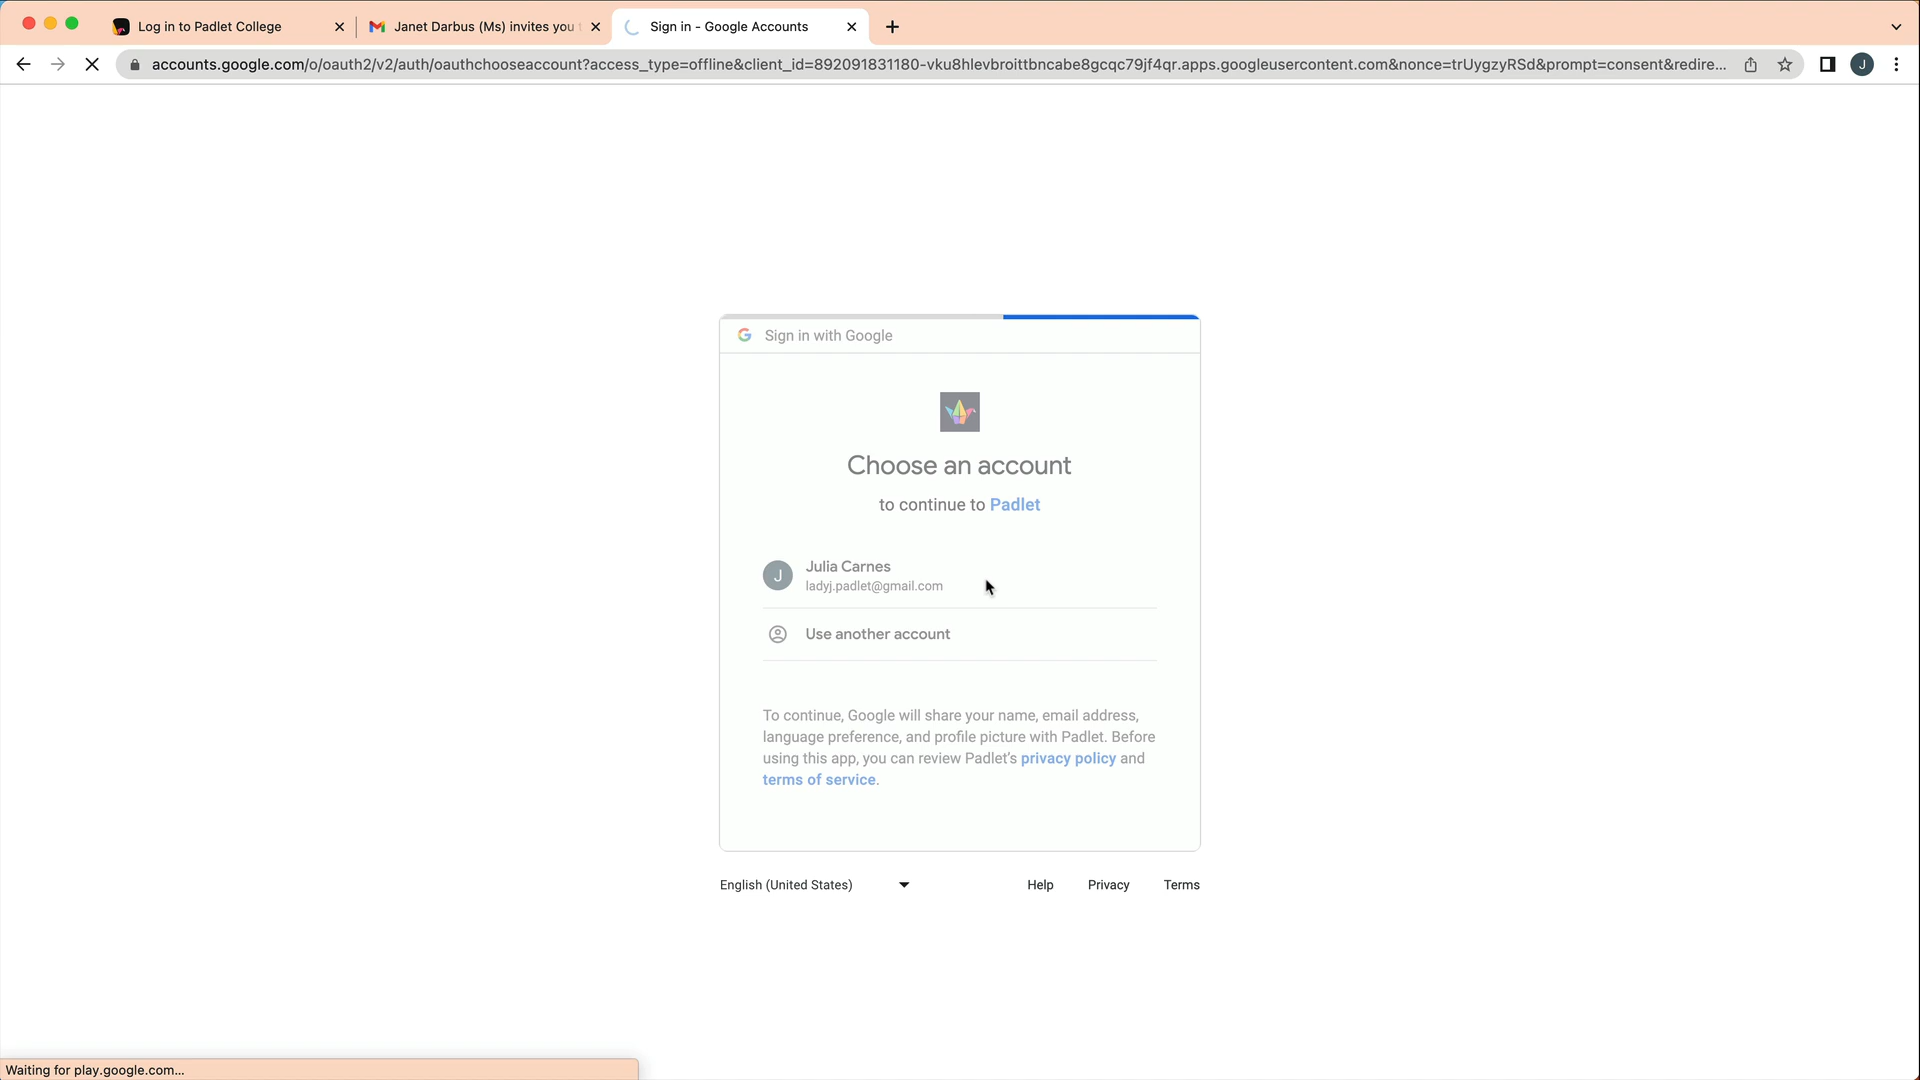 Log in to Padlet College
Janet Darbus (Ms) invites you
Sign in - Google Accounts
accounts.google.com/o/oauth2/v2/auth/oauthchooseaccount?access_type=offline&client_id=892091831180-vku8hlevbroittbncabe8gcqc79jf4qr.apps.googleusercontent.com&nonce=trUygzyRSd&prompt=consent&redire...
J
Sign in with Google
Choose an account
to continue to Padlet
J
Julia Carnes
ladyj.padlet@gmail.com
Use another account
To continue, Google will share your name, email address,
language preference, and profile picture with Padlet. Before
using this app, you can review Padlet's privacy policy and
terms of service.
English (United States)
Help
Privacy
Terms
Waiting for play.google.com...